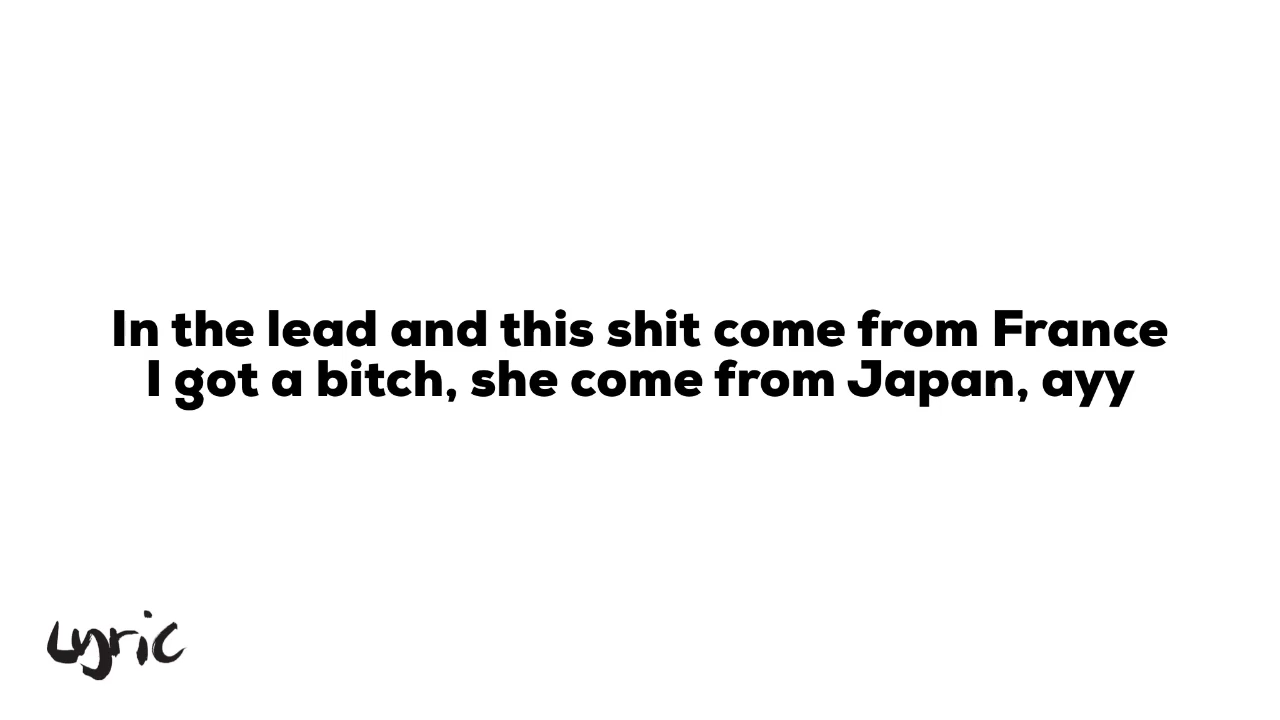 In the lead and this shit come from France
I got a bitch, she come from Japan, ayy
Lyric